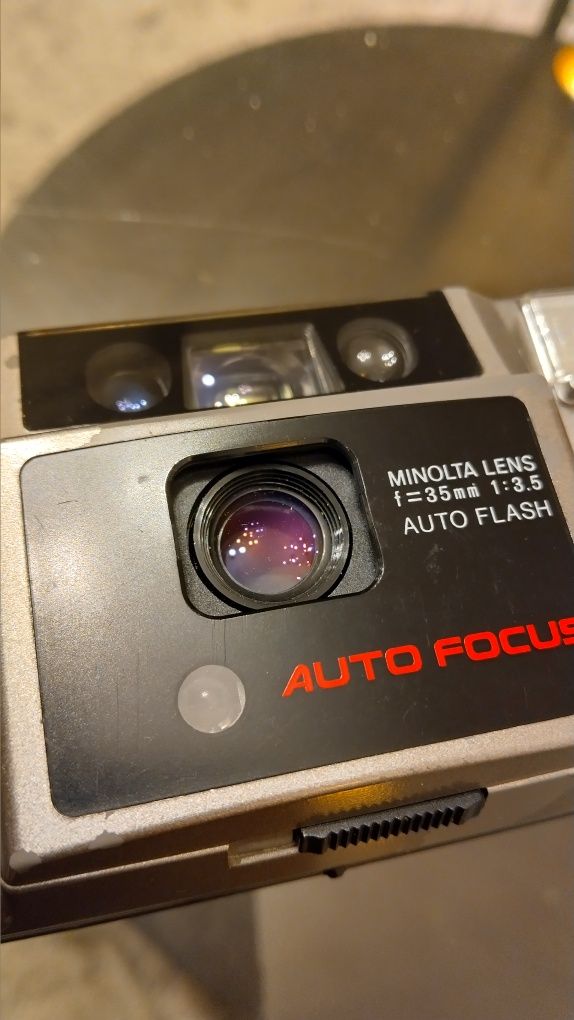 MINOLTA LENS
f=35mm 1:3.5
AUTO FLASH
AUTO FOCUS